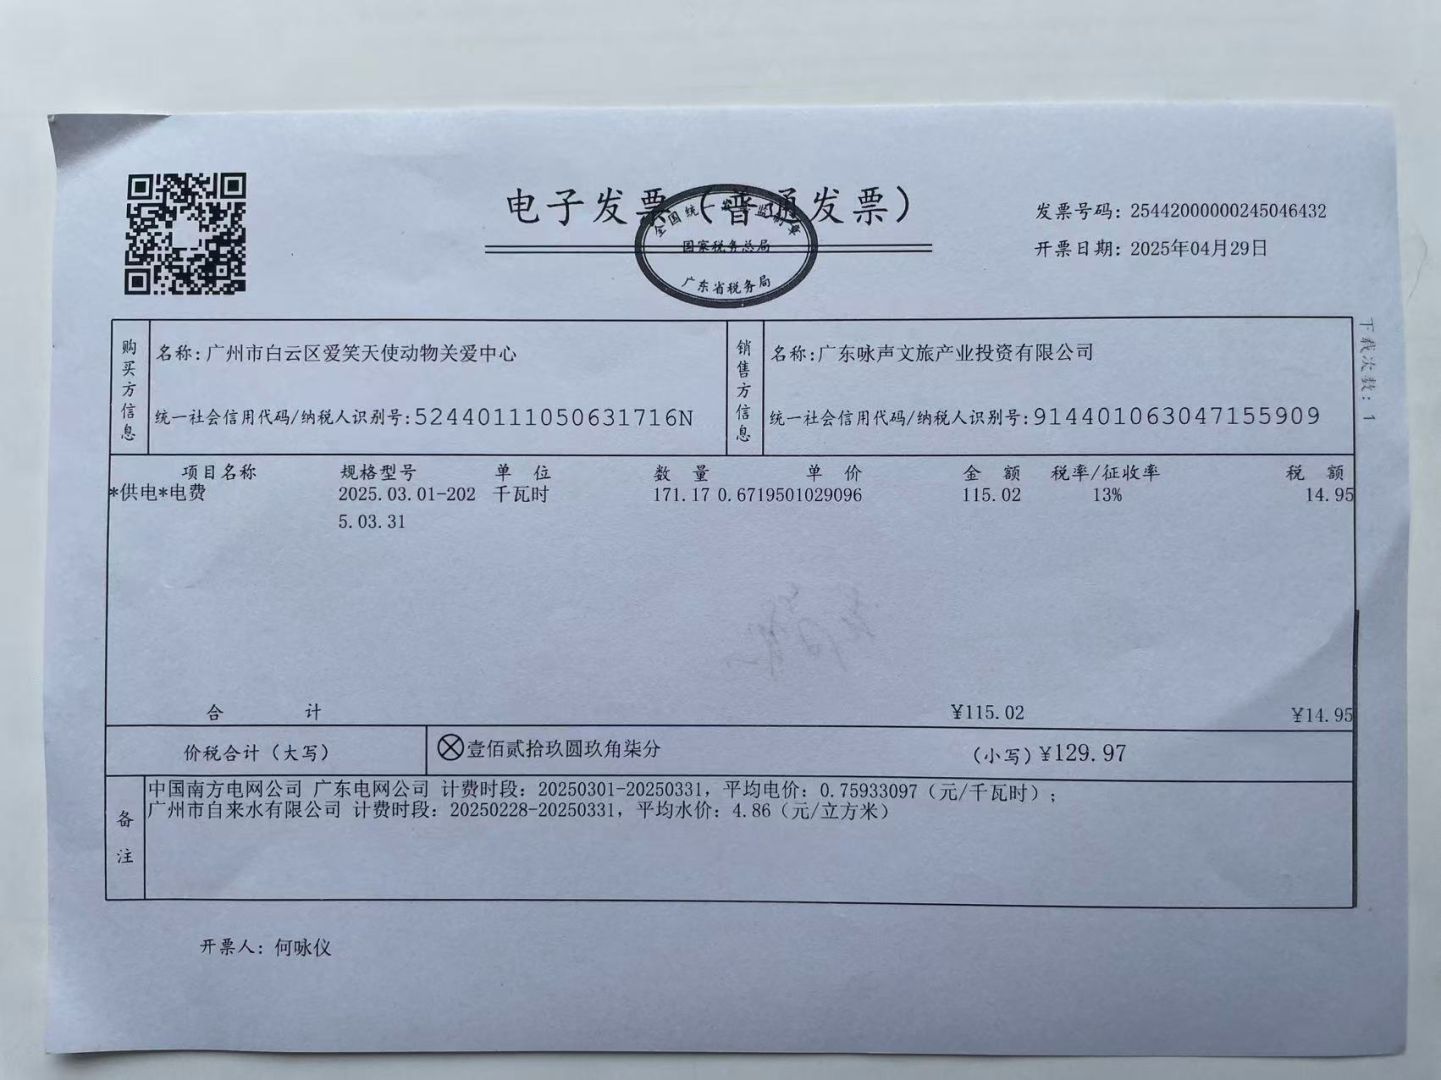 电子发票（普通发票）
全国统一发票监制章
国家税务总局
广东省税务局
发票号码：25442000000245046432
开票日期：2025年04月29日
下载次数：1
购买方信息
名称：广州市白云区爱笑天使动物关爱中心
统一社会信用代码/纳税人识别号：52440111050631716N
销售方信息
名称：广东咏声文旅产业投资有限公司
统一社会信用代码/纳税人识别号：914401063047155909
项目名称 规格型号 单位 数量 单价 金额 税率/征收率 税额
*供电*电费 2025.03.01-202 千瓦时 171.17 0.6719501029096 115.02 13% 14.95
5.03.31
合计 ¥115.02 ¥14.95
价税合计（大写） ⊗壹佰贰拾玖圆玖角柒分 （小写）¥129.97
备注
中国南方电网公司 广东电网公司 计费时段：20250301-20250331，平均电价：0.75933097（元/千瓦时）；
广州市自来水有限公司 计费时段：20250228-20250331，平均水价：4.86（元/立方米）
开票人：何咏仪